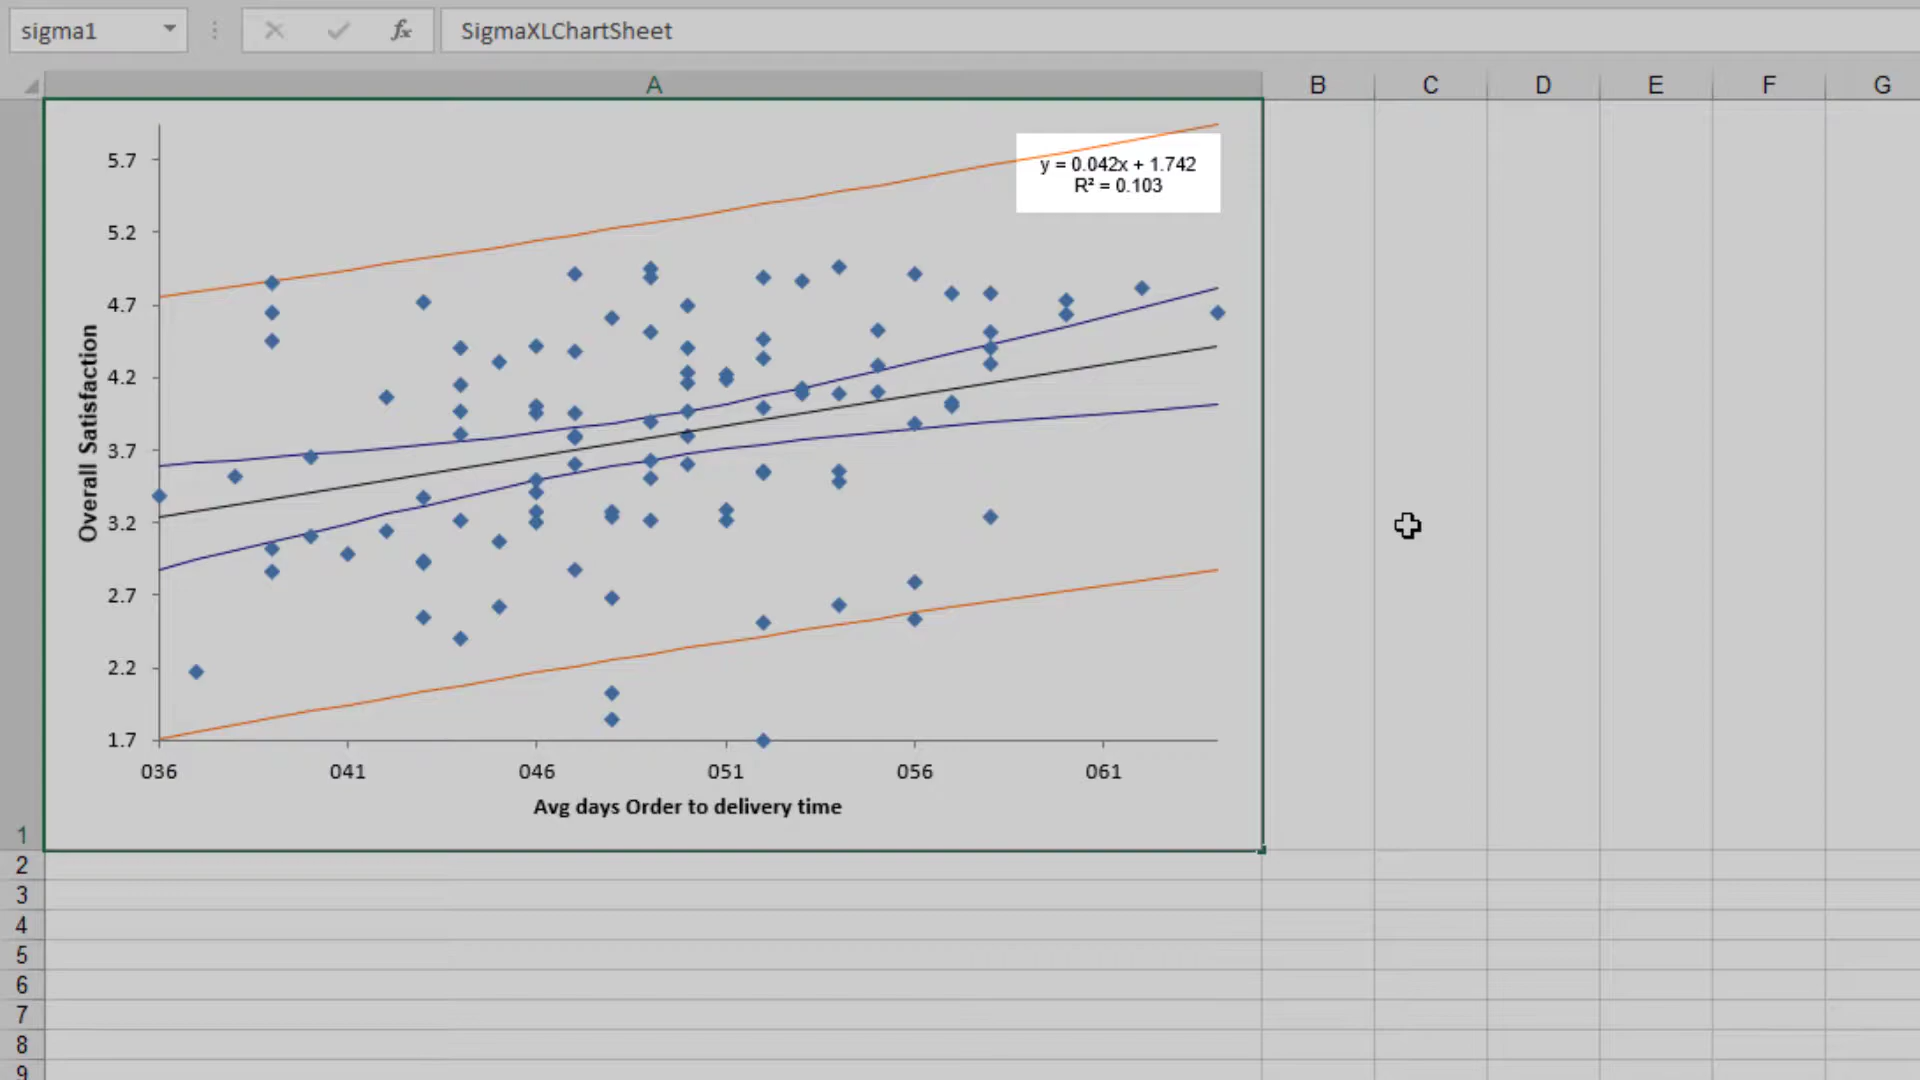 sigma1 fx SigmaXLChartSheet
A B C D E F G
y = 0.042x + 1.742
R² = 0.103
5.7
5.2
4.7
4.2
3.7
3.2
2.7
2.2
1.7
Overall Satisfaction
036 041 046 051 056 061
Avg days Order to delivery time
1
2
3
4
5
6
7
8
9